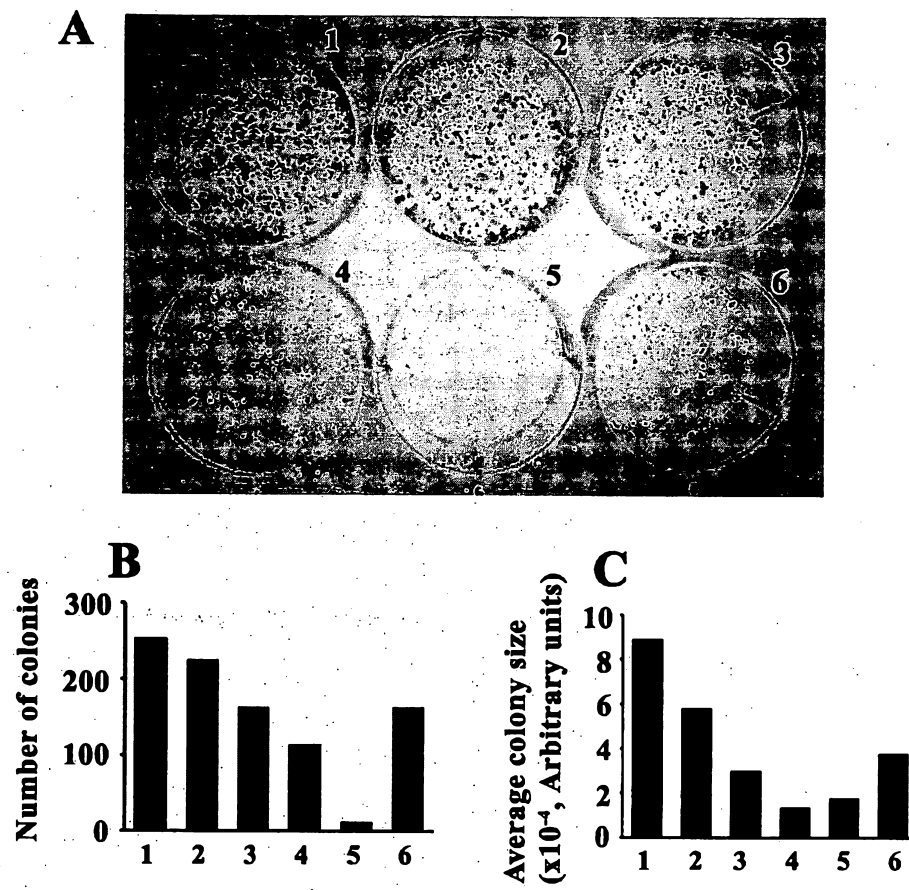 A
1
2
3
4
5
6
B
Number of colonies
300
200
100
0
1 2 3 4 5 6
C
Average colony size
(x10⁻⁴, Arbitrary units)
10
8
6
4
2
0
1 2 3 4 5 6